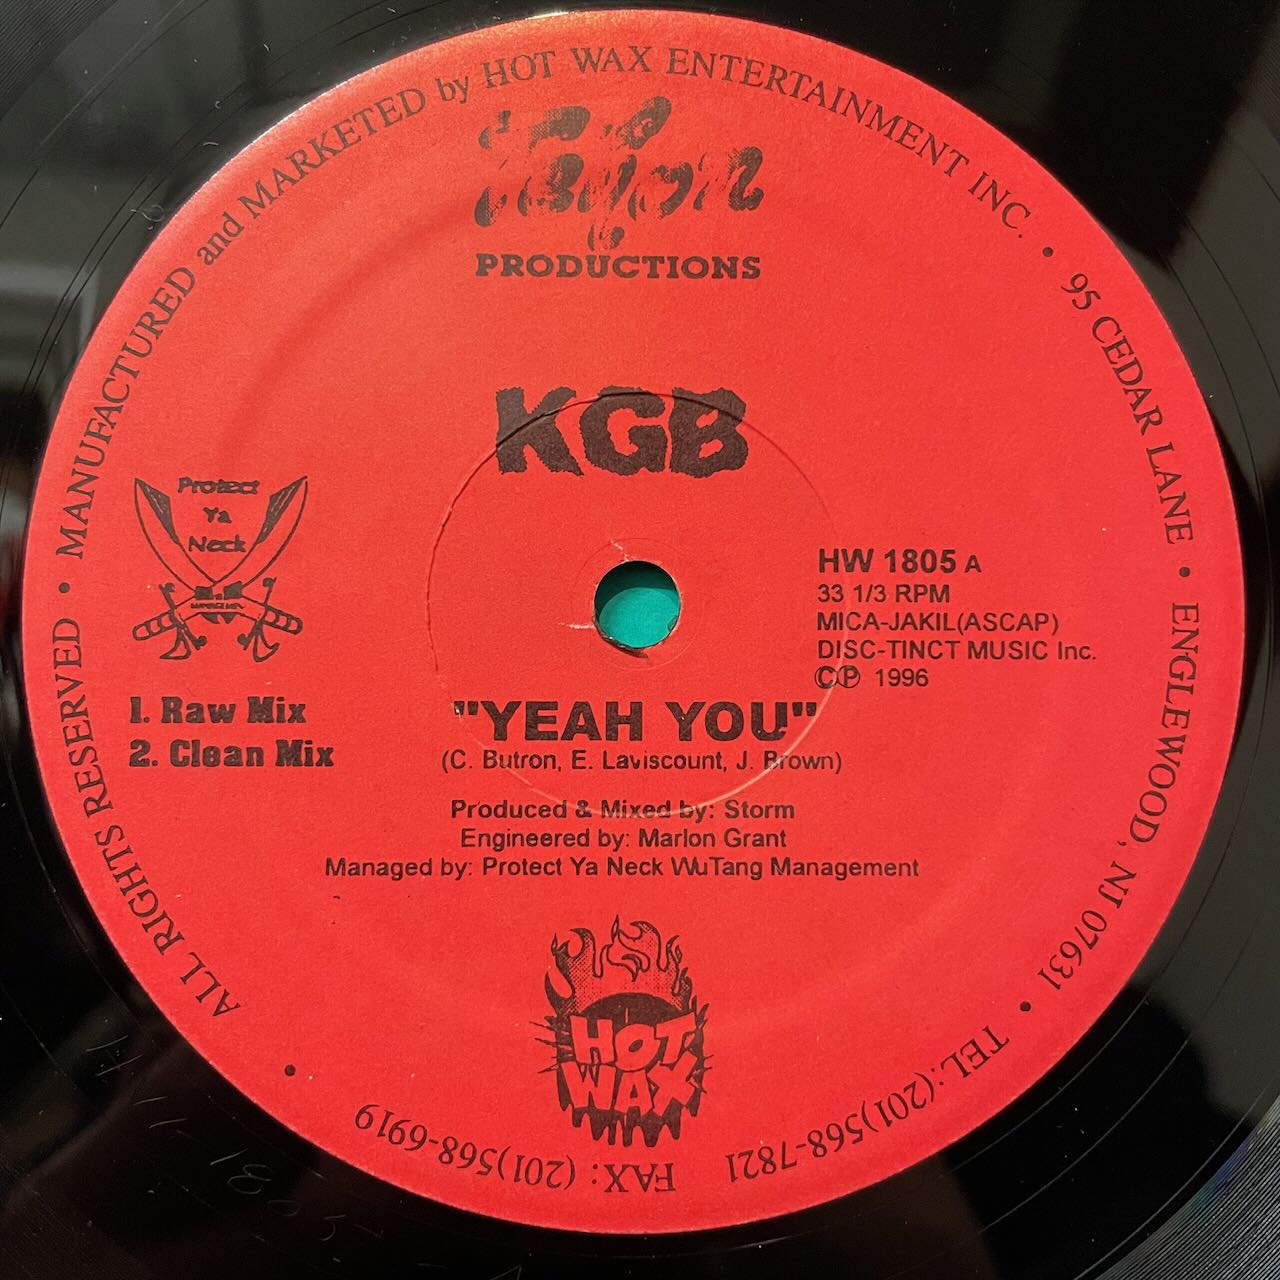 MANUFACTURED and MARKETED by HOT WAX ENTERTAINMENT INC. • 95 CEDAR LANE • ENGLEWOOD, NJ 07631 • TEL:(201)568-7821 FAX: (201)568-6919 • ALL RIGHTS RESERVED •
PRODUCTIONS
KGB
Protect
Ya
Neck
HW 1805 A
33 1/3 RPM
MICA-JAKIL(ASCAP)
DISC-TINCT MUSIC Inc.
©℗ 1996
1. Raw Mix
2. Clean Mix
"YEAH YOU"
(C. Butron, E. Laviscount, J. Brown)
Produced & Mixed by: Storm
Engineered by: Marlon Grant
Managed by: Protect Ya Neck WuTang Management
HOT
WAX